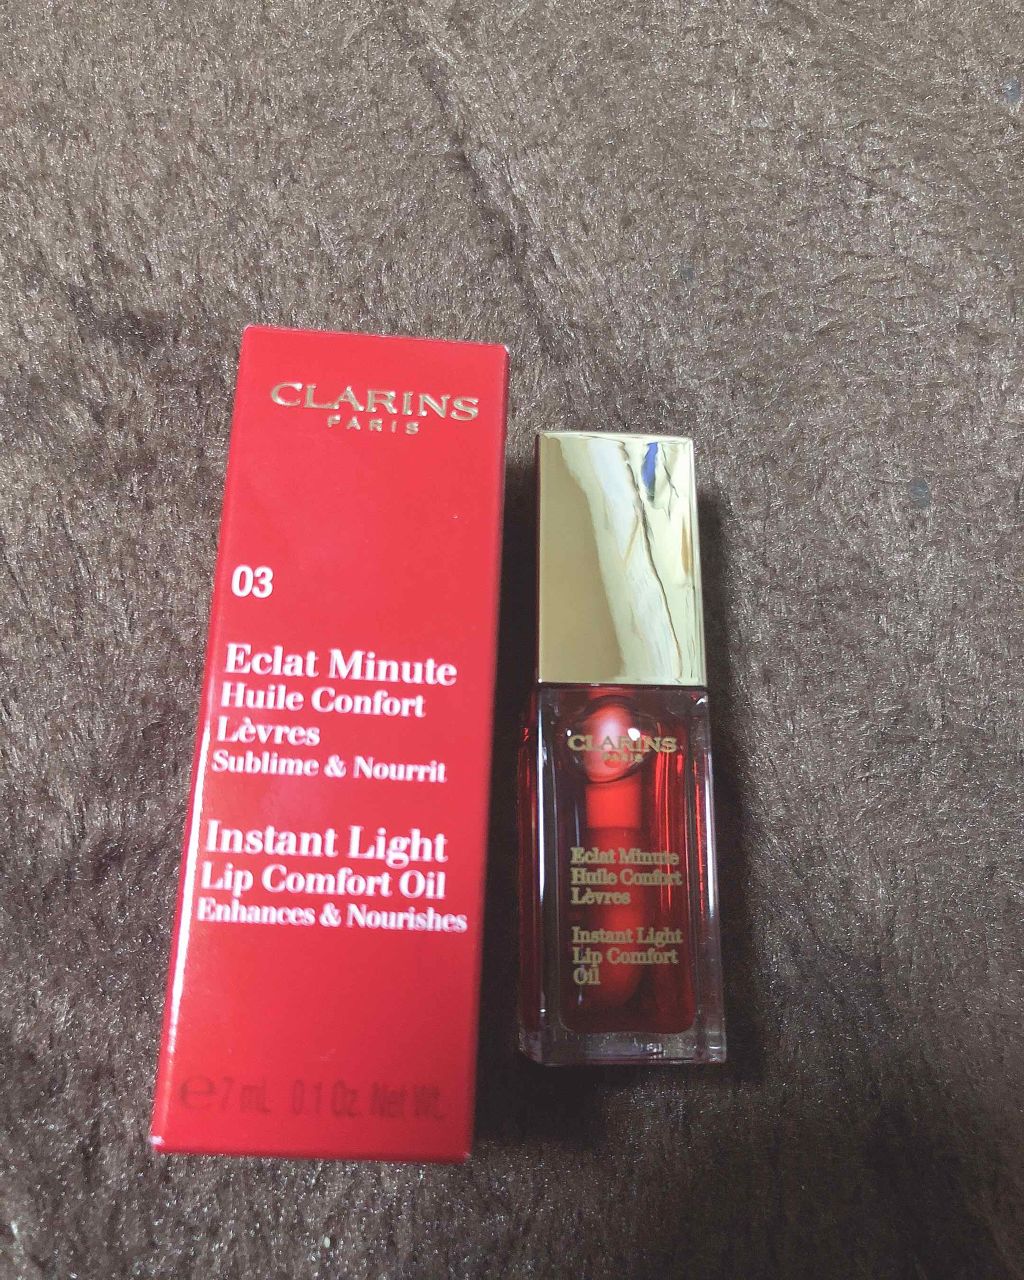 CLARINS
PARIS
03
Eclat Minute
Huile Confort
Lèvres
Sublime & Nourrit
Instant Light
Lip Comfort Oil
Enhances & Nourishes
℮7 mL 0.1 Oz. Net Wt.
CLARINS
PARIS
Eclat Minute
Huile Confort
Lèvres
Instant Light
Lip Comfort
Oil